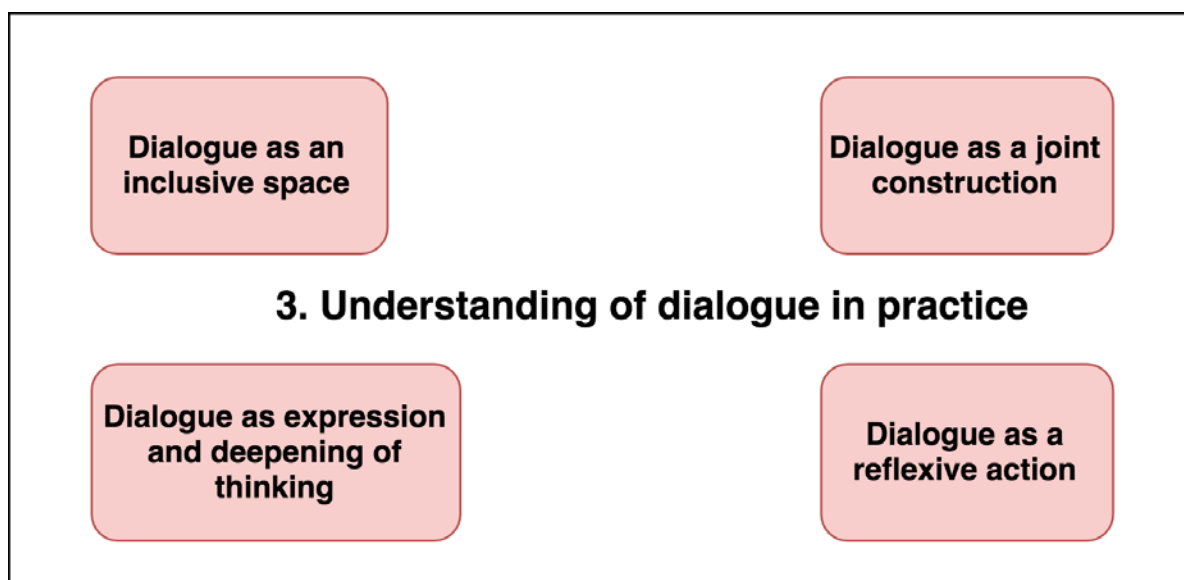 Dialogue as an
inclusive space
Dialogue as a joint
construction
3. Understanding of dialogue in practice
Dialogue as expression
and deepening of
thinking
Dialogue as a
reflexive action